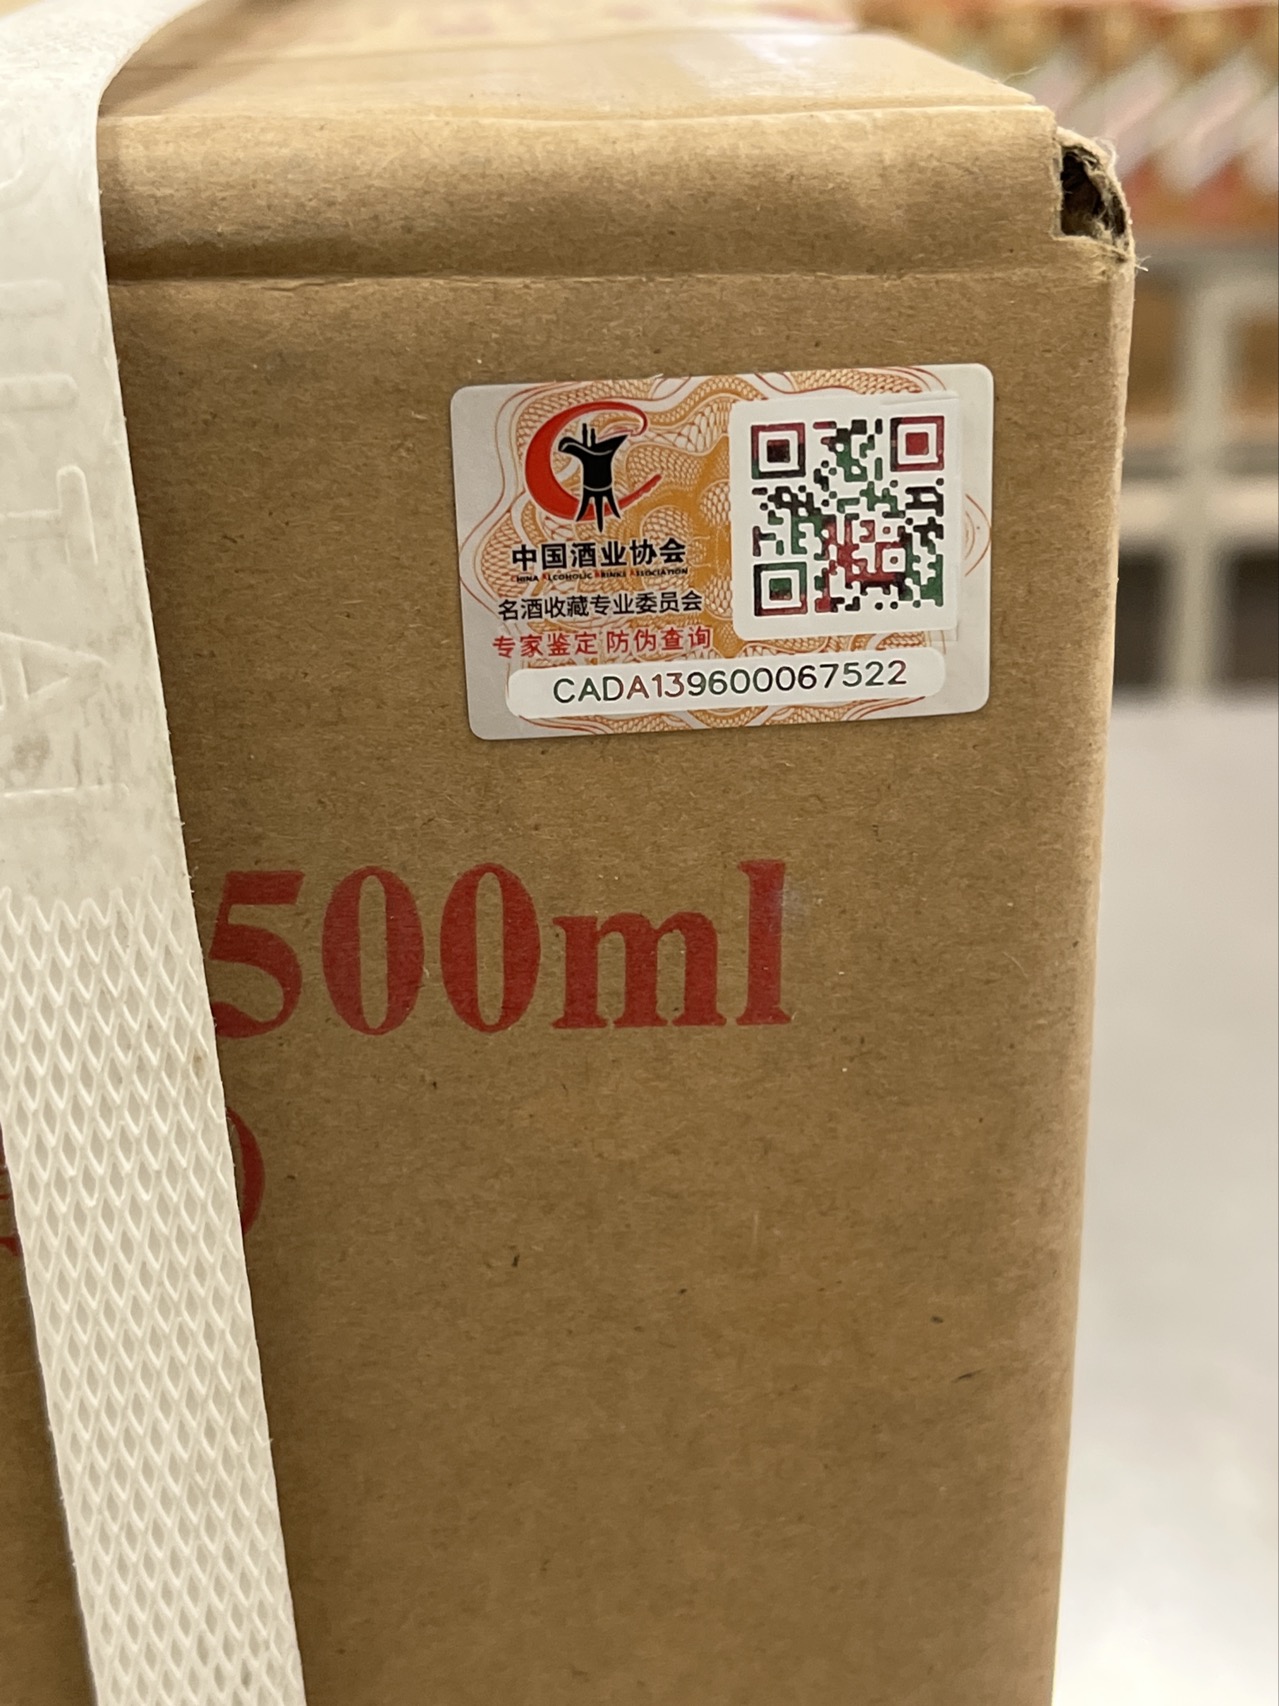 中国酒业协会
CHINA ALCOHOLIC DRINKS ASSOCIATION
名酒收藏专业委员会
专家鉴定 防伪查询
CADA139600067522
500ml